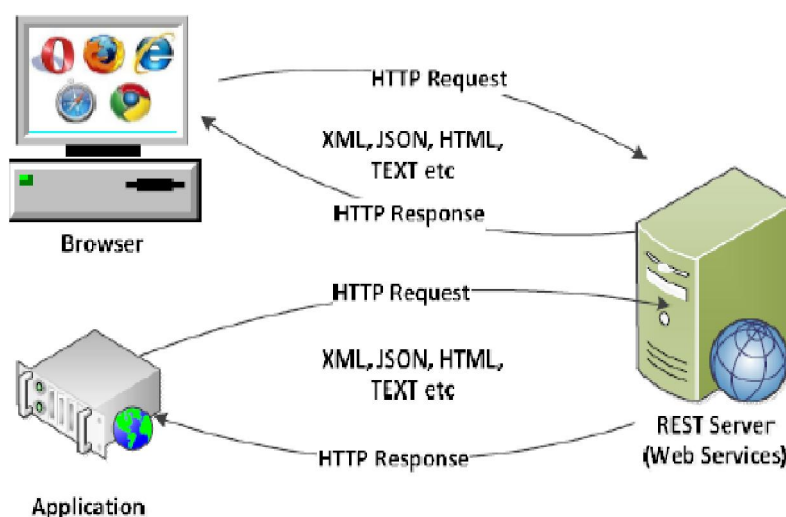 HTTP Request
XML, JSON, HTML,
TEXT etc
HTTP Response
Browser
HTTP Request
XML, JSON, HTML,
TEXT etc
HTTP Response
REST Server
(Web Services)
Application